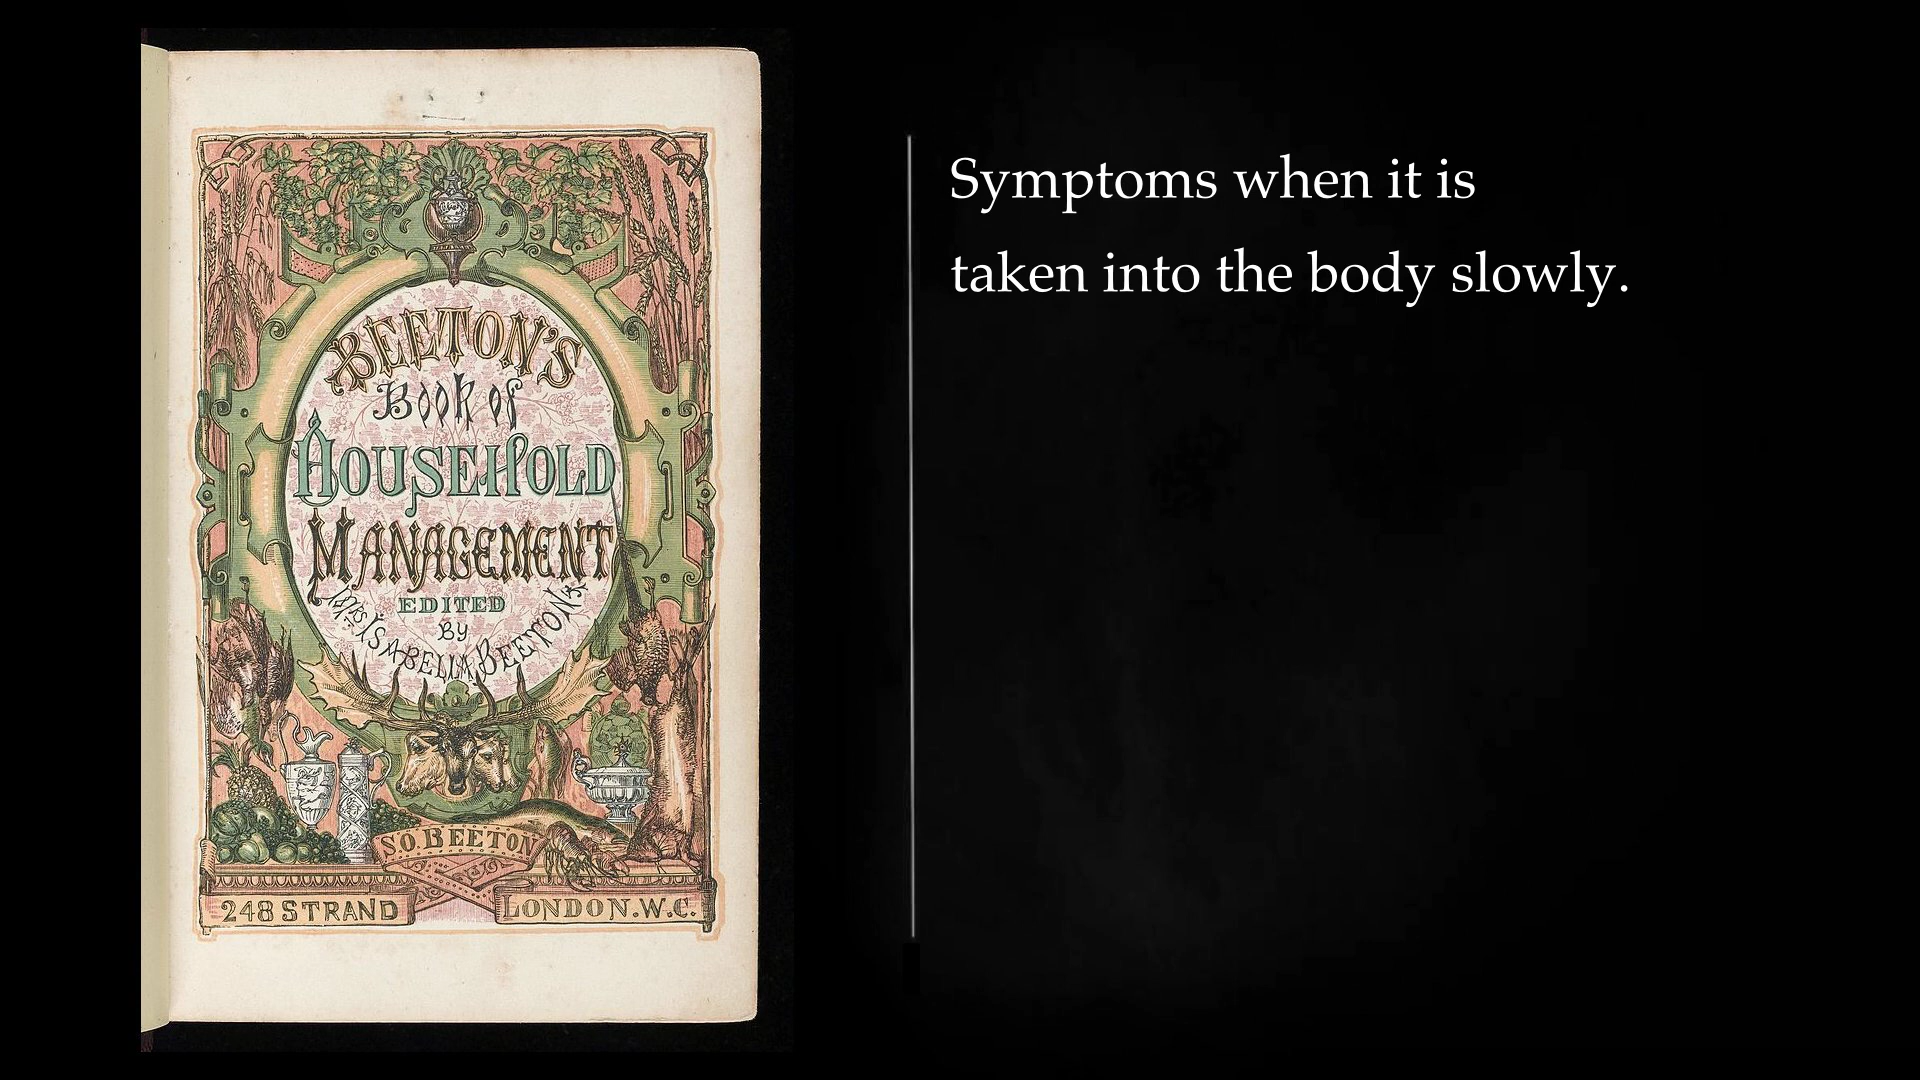 BEETON'S
Book of
HOUSEHOLD
MANAGEMENT
EDITED
BY
MRS ISABELLA BEETON
S.O. BEETON
248 STRAND
LONDON. W.C.
Symptoms when it is
taken into the body slowly.